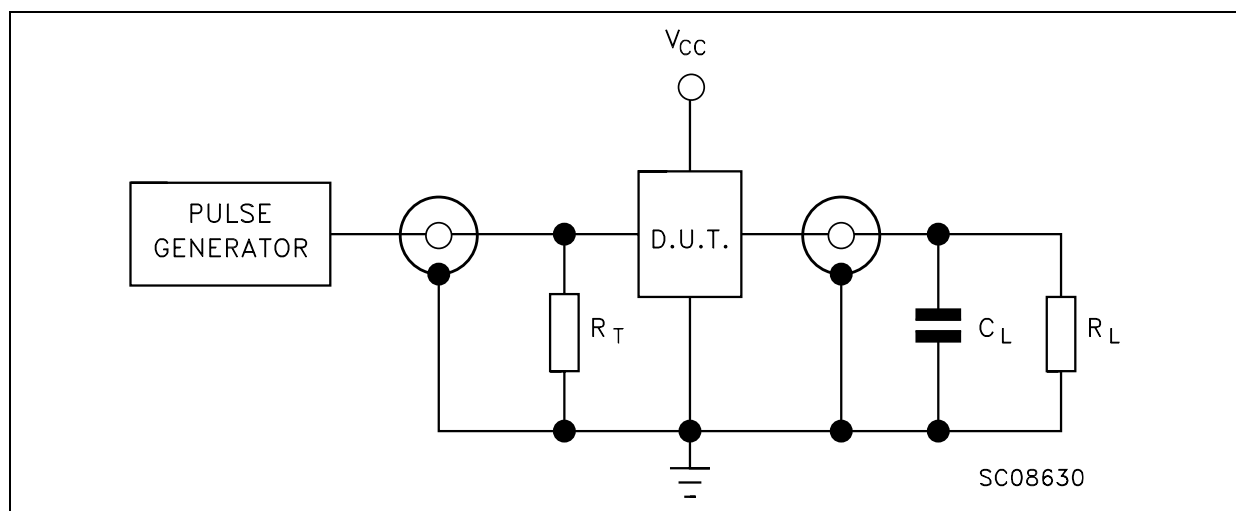 VCC
PULSE
GENERATOR
D.U.T.
RT
CL
RL
SC08630